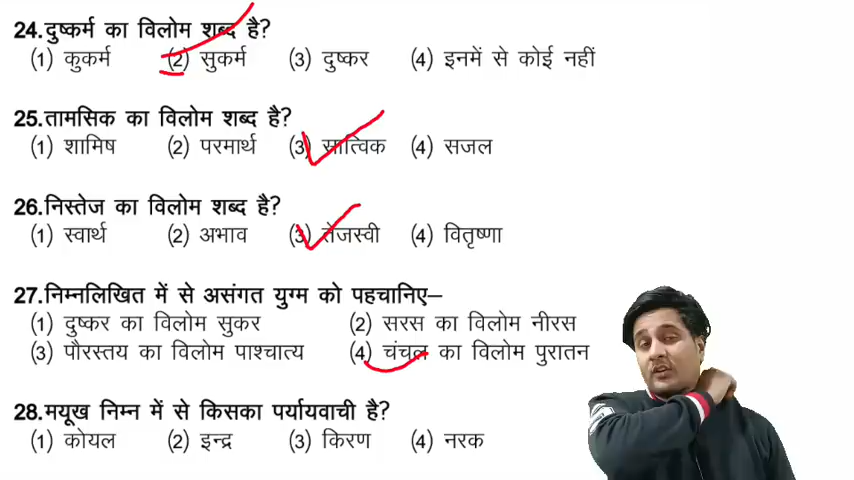 24.दुष्कर्म का विलोम शब्द है?
(1) कुकर्म (2) सुकर्म (3) दुष्कर (4) इनमें से कोई नहीं
25.तामसिक का विलोम शब्द है?
(1) शामिष (2) परमार्थ (3) सात्विक (4) सजल
26.निस्तेज का विलोम शब्द है?
(1) स्वार्थ (2) अभाव (3) तेजस्वी (4) वितृष्णा
27.निम्नलिखित में से असंगत युग्म को पहचानिए–
(1) दुष्कर का विलोम सुकर (2) सरस का विलोम नीरस
(3) पौरस्तय का विलोम पाश्चात्य (4) चंचल का विलोम पुरातन
28.मयूख निम्न में से किसका पर्यायवाची है?
(1) कोयल (2) इन्द्र (3) किरण (4) नरक